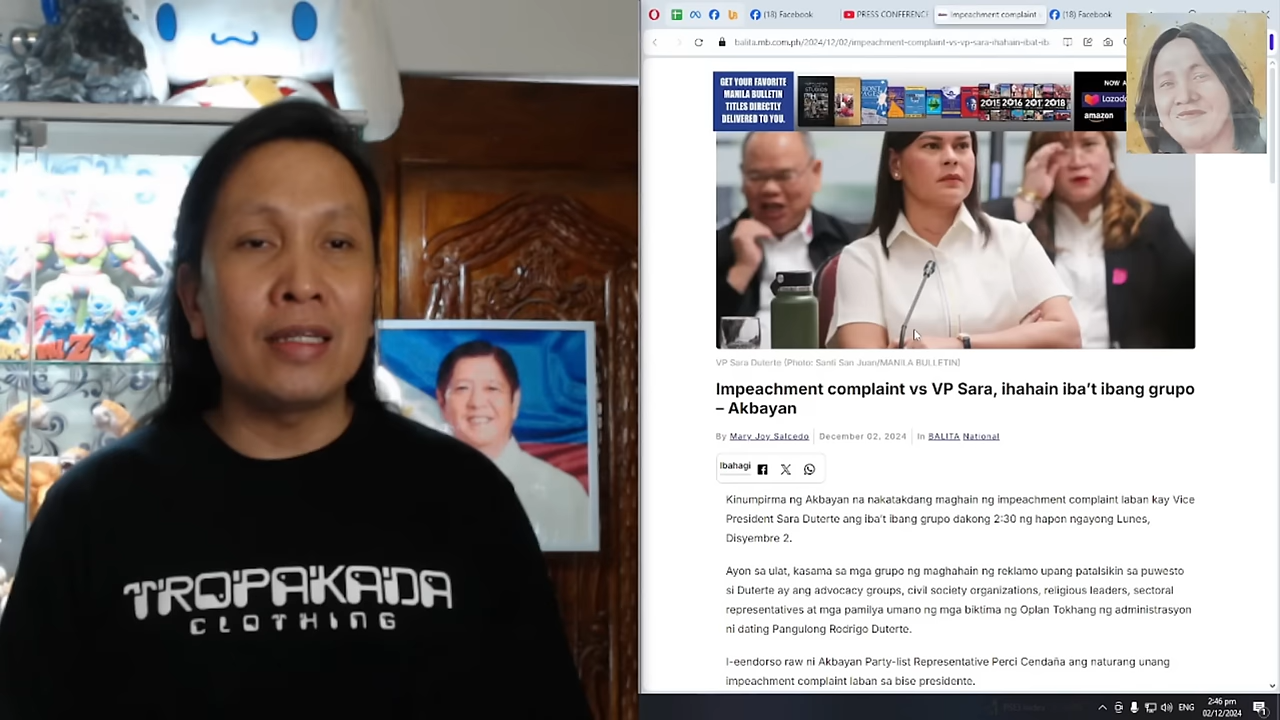 (18) Facebook
PRESS CONFERENC
Impeachment complaint
(18) Facebook
balita.mb.com.ph/2024/12/02/impeachment-complaint-vs-vp-sara-ihahain-ibat-ib
GET YOUR FAVORITE
MANILA BULLETIN
TITLES DIRECTLY
DELIVERED TO YOU.
2015 2016 2017 2018
NOW A
Lazada
amazon
VP Sara Duterte (Photo: Santi San Juan/MANILA BULLETIN)
Impeachment complaint vs VP Sara, ihahain iba't ibang grupo
– Akbayan
By Mary Joy Salcedo December 02, 2024 In BALITA National
Ibahagi
Kinumpirma ng Akbayan na nakatakdang maghain ng impeachment complaint laban kay Vice
President Sara Duterte ang iba't ibang grupo dakong 2:30 ng hapon ngayong Lunes,
Disyembre 2.
Ayon sa ulat, kasama sa mga grupo ng maghahain ng reklamo upang patalsikin sa puwesto
si Duterte ay ang advocacy groups, civil society organizations, religious leaders, sectoral
representatives at mga pamilya umano ng mga biktima ng Oplan Tokhang ng administrasyon
ni dating Pangulong Rodrigo Duterte.
I-eendorso raw ni Akbayan Party-list Representative Perci Cendaña ang naturang unang
impeachment complaint laban sa bise presidente.
TROPAKADA
CLOTHING
ENG
2:46 pm
02/12/2024